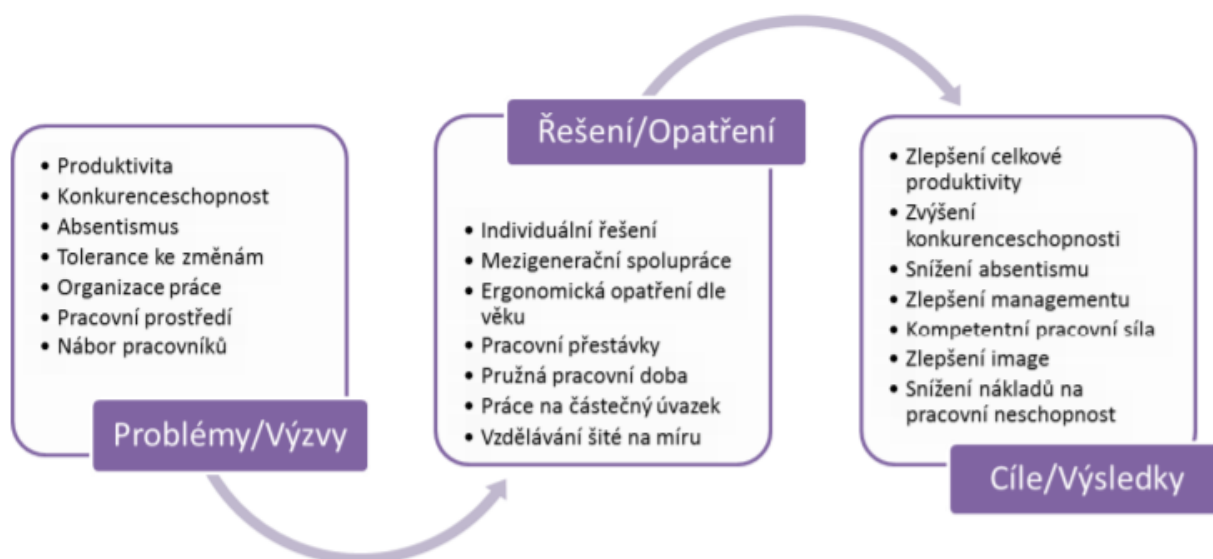 • Produktivita
• Konkurenceschopnost
• Absentismus
• Tolerance ke změnám
• Organizace práce
• Pracovní prostředí
• Nábor pracovníků
Problémy/Výzvy
Řešení/Opatření
• Individuální řešení
• Mezigenerační spolupráce
• Ergonomická opatření dle
věku
• Pracovní přestávky
• Pružná pracovní doba
• Práce na částečný úvazek
• Vzdělávání šité na míru
• Zlepšení celkové
produktivity
• Zvýšení
konkurenceschopnosti
• Snížení absentismu
• Zlepšení managementu
• Kompetentní pracovní síla
• Zlepšení image
• Snížení nákladů na
pracovní neschopnost
Cíle/Výsledky